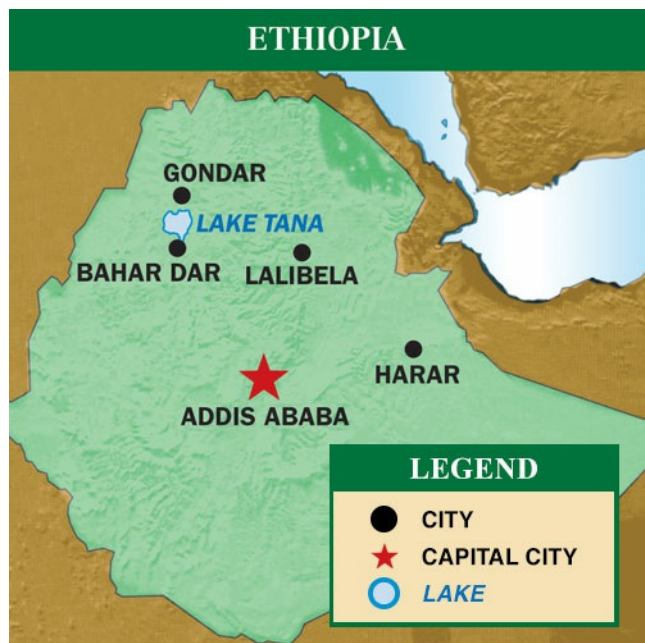 ETHIOPIA
GONDAR
LAKE TANA
BAHAR DAR
LALIBELA
HARAR
ADDIS ABABA
LEGEND
CITY
CAPITAL CITY
LAKE